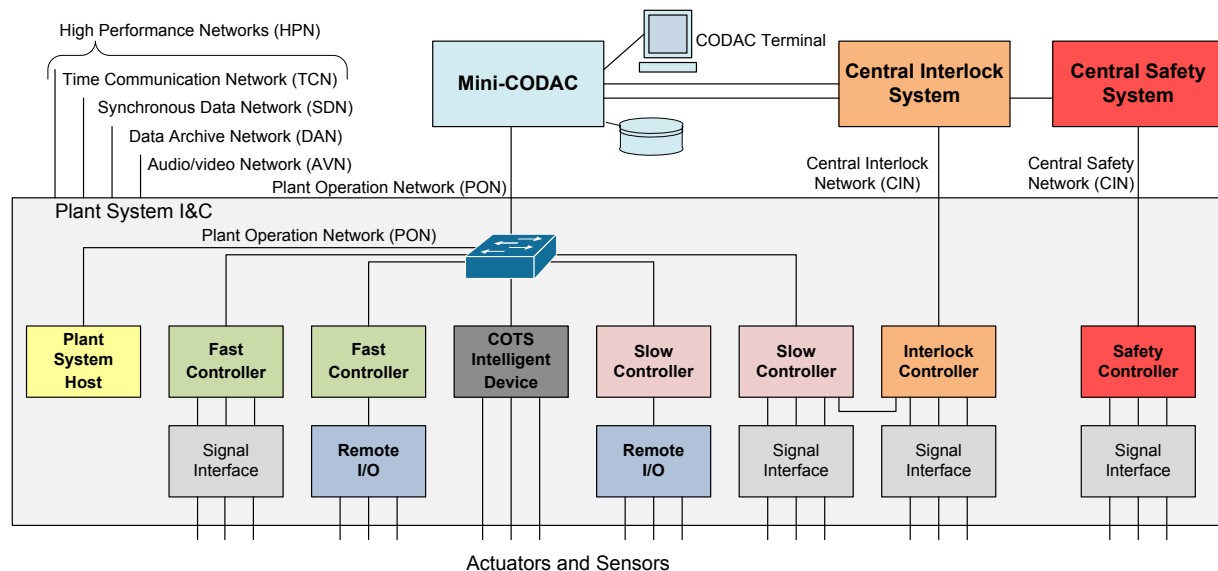 High Performance Networks (HPN)
Time Communication Network (TCN)
Synchronous Data Network (SDN)
Data Archive Network (DAN)
Audio/video Network (AVN)
Plant Operation Network (PON)
Mini-CODAC
CODAC Terminal
Central Interlock
System
Central Safety
System
Central Interlock
Network (CIN)
Central Safety
Network (CIN)
Plant System I&C
Plant Operation Network (PON)
Plant
System
Host
Fast
Controller
Fast
Controller
COTS
Intelligent
Device
Slow
Controller
Slow
Controller
Interlock
Controller
Safety
Controller
Signal
Interface
Remote
I/O
Remote
I/O
Signal
Interface
Signal
Interface
Signal
Interface
Actuators and Sensors